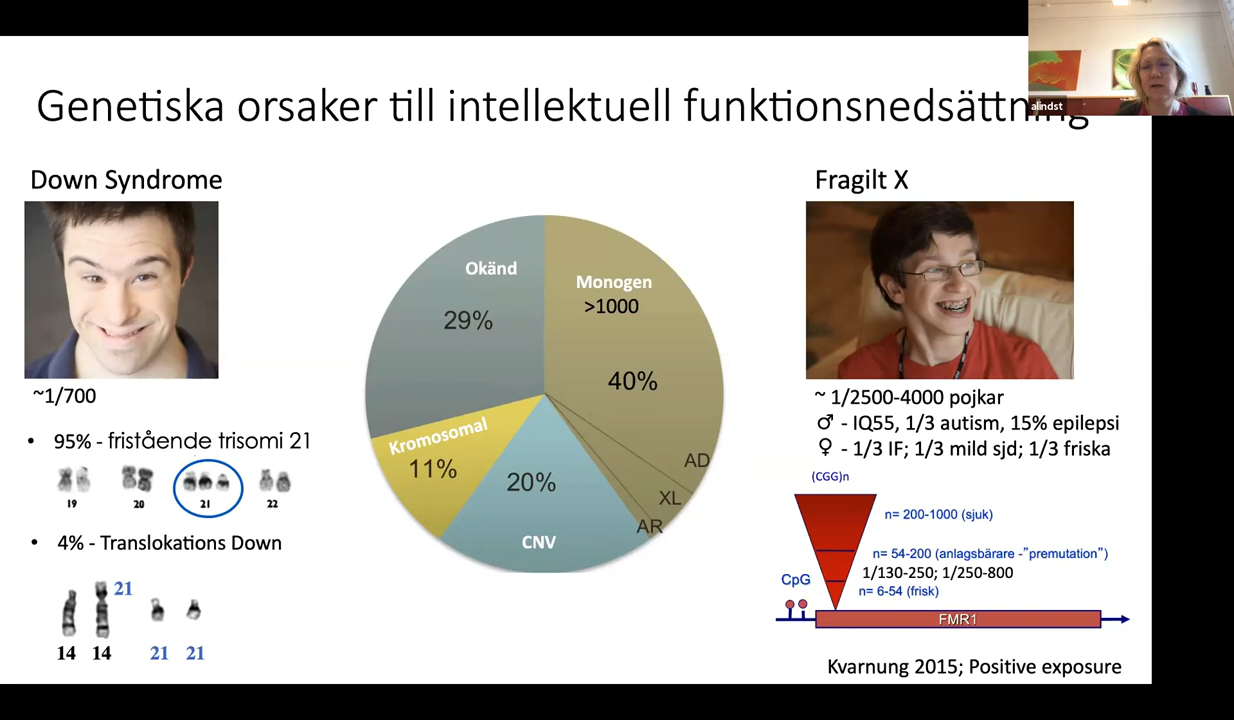 Genetiska orsaker till intellektuell funktionsnedsättning
alindst
Down Syndrome
~1/700
• 95% - fristående trisomi 21
19 20 21 22
• 4% - Translokations Down
21
14 14 21 21
Okänd
29%
Monogen
>1000
40%
AD
XL
AR
Kromosomal
11%
20%
CNV
Fragilt X
~ 1/2500-4000 pojkar
♂ - IQ55, 1/3 autism, 15% epilepsi
♀ - 1/3 IF; 1/3 mild sjd; 1/3 friska
(CGG)n
n= 200-1000 (sjuk)
n= 54-200 (anlagsbärare -"premutation")
1/130-250; 1/250-800
n= 6-54 (frisk)
CpG
FMR1
Kvarnung 2015; Positive exposure